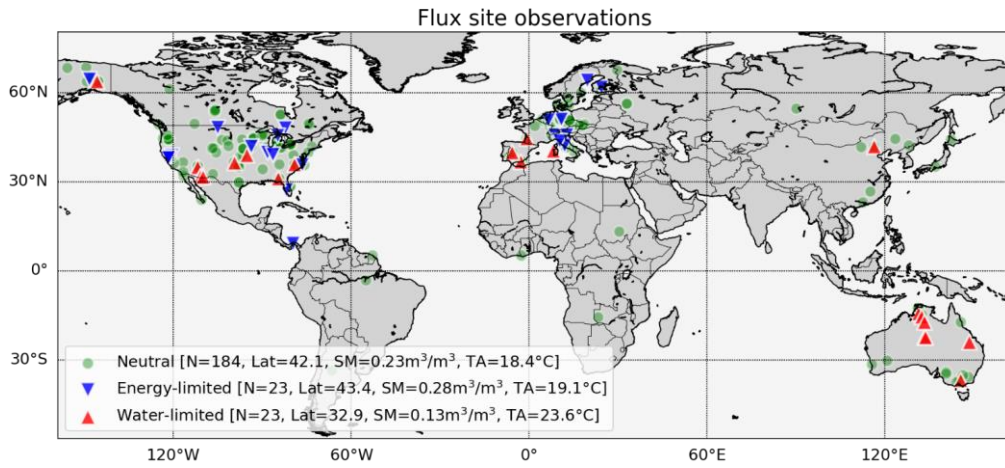 Flux site observations
60°N
30°N
0°
30°S
Neutral [N=184, Lat=42.1, SM=0.23m³/m³, TA=18.4°C]
Energy-limited [N=23, Lat=43.4, SM=0.28m³/m³, TA=19.1°C]
Water-limited [N=23, Lat=32.9, SM=0.13m³/m³, TA=23.6°C]
120°W 60°W 0° 60°E 120°E